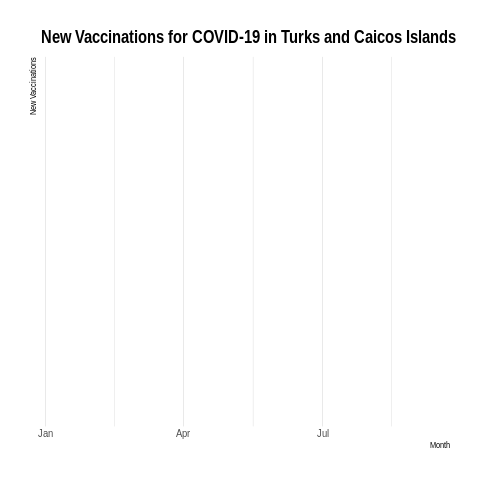 New Vaccinations for COVID-19 in Turks and Caicos Islands
New Vaccinations
Jan Apr Jul
Month